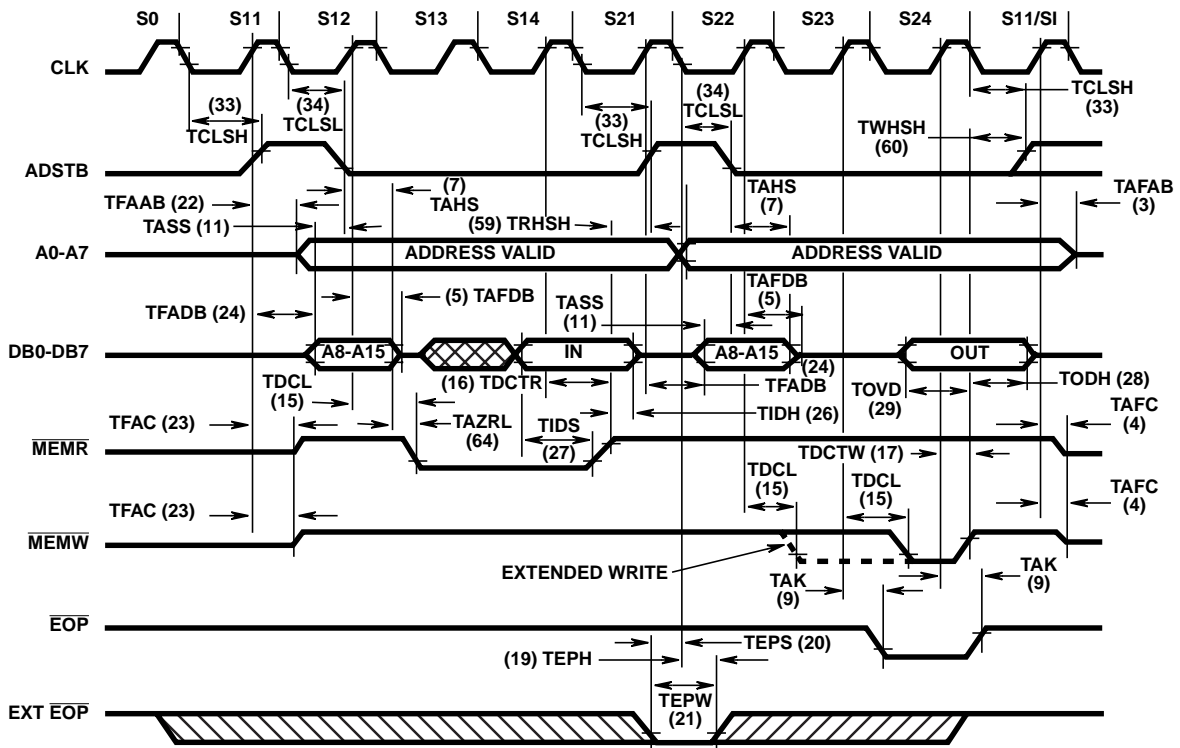 S0 S11 S12 S13 S14 S21 S22 S23 S24 S11/SI
CLK
(33)
TCLSH
(34)
TCLSL
(33)
TCLSH
(34)
TCLSL
TCLSH
(33)
TWHSH
(60)
ADSTB
TFAAB (22)
(7)
TAHS
TAHS
(7)
TAFAB
(3)
TASS (11)
(59) TRHSH
A0-A7
ADDRESS VALID
ADDRESS VALID
TFADB (24)
(5) TAFDB
TASS
(11)
TAFDB
(5)
DB0-DB7
A8-A15
IN
A8-A15
OUT
(24)
TFADB
(16) TDCTR
TDCL
(15)
TOVD
(29)
TODH (28)
TIDH (26)
TFAC (23)
TAZRL
(64)
TIDS
(27)
TAFC
(4)
MEMR
TDCTW (17)
TDCL
(15)
TDCL
(15)
TFAC (23)
TAFC
(4)
MEMW
EXTENDED WRITE
TAK
(9)
TAK
(9)
EOP
TEPS (20)
(19) TEPH
TEPW
(21)
EXT EOP